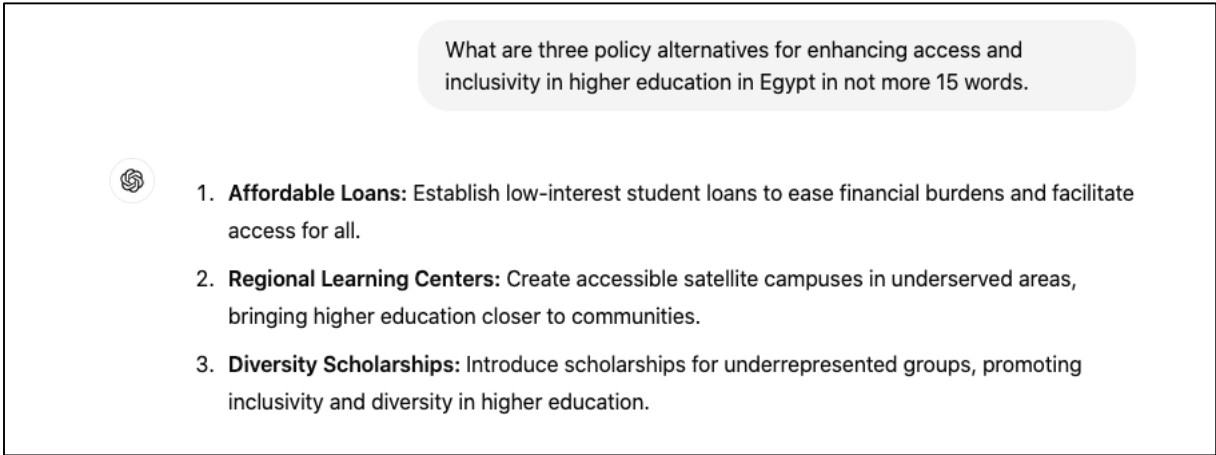 What are three policy alternatives for enhancing access and
inclusivity in higher education in Egypt in not more 15 words.
1. Affordable Loans: Establish low-interest student loans to ease financial burdens and facilitate
access for all.
2. Regional Learning Centers: Create accessible satellite campuses in underserved areas,
bringing higher education closer to communities.
3. Diversity Scholarships: Introduce scholarships for underrepresented groups, promoting
inclusivity and diversity in higher education.